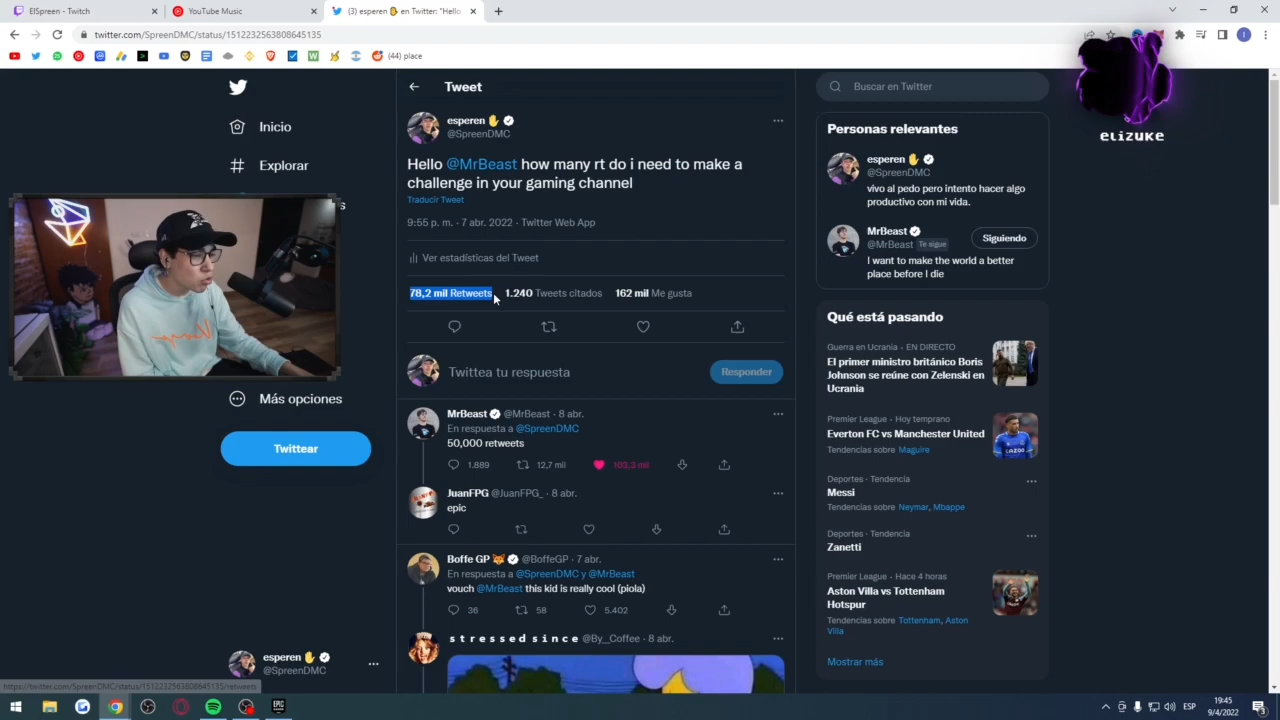 ElSpreen - Twitch
YouTube Music
(3) esperen ✋ en Twitter: "Hello
twitter.com/SpreenDMC/status/1512232563808645135
(44) place
Inicio
Explorar
Más opciones
Twittear
esperen ✋
@SpreenDMC
Tweet
esperen ✋
@SpreenDMC
Hello @MrBeast how many rt do i need to make a
challenge in your gaming channel
Traducir Tweet
9:55 p. m. · 7 abr. 2022 · Twitter Web App
Ver estadísticas del Tweet
78,2 mil Retweets 1.240 Tweets citados 162 mil Me gusta
Twittea tu respuesta
Responder
MrBeast @MrBeast · 8 abr.
En respuesta a @SpreenDMC
50,000 retweets
1.889 12,7 mil 103,3 mil
JuanFPG @JuanFPG_ · 8 abr.
epic
Boffe GP 🦊 @BoffeGP · 7 abr.
En respuesta a @SpreenDMC y @MrBeast
vouch @MrBeast this kid is really cool (piola)
36 58 5.402
s t r e s s e d s i n c e @By__Coffee · 8 abr.
Buscar en Twitter
Personas relevantes
esperen ✋
@SpreenDMC
vivo al pedo pero intento hacer algo
productivo con mi vida.
MrBeast
@MrBeast Te sigue
Siguiendo
I want to make the world a better
place before I die
Qué está pasando
Guerra en Ucrania · EN DIRECTO
El primer ministro británico Boris
Johnson se reúne con Zelenski en
Ucrania
Premier League · Hoy temprano
Everton FC vs Manchester United
Tendencias sobre Maguire
Deportes · Tendencia
Messi
Tendencias sobre Neymar, Mbappe
Deportes · Tendencia
Zanetti
Premier League · Hace 4 horas
Aston Villa vs Tottenham
Hotspur
Tendencias sobre Tottenham, Aston
Villa
Mostrar más
elizuke
https://twitter.com/SpreenDMC/status/1512232563808645135/retweets
ESP
19:45
9/4/2022